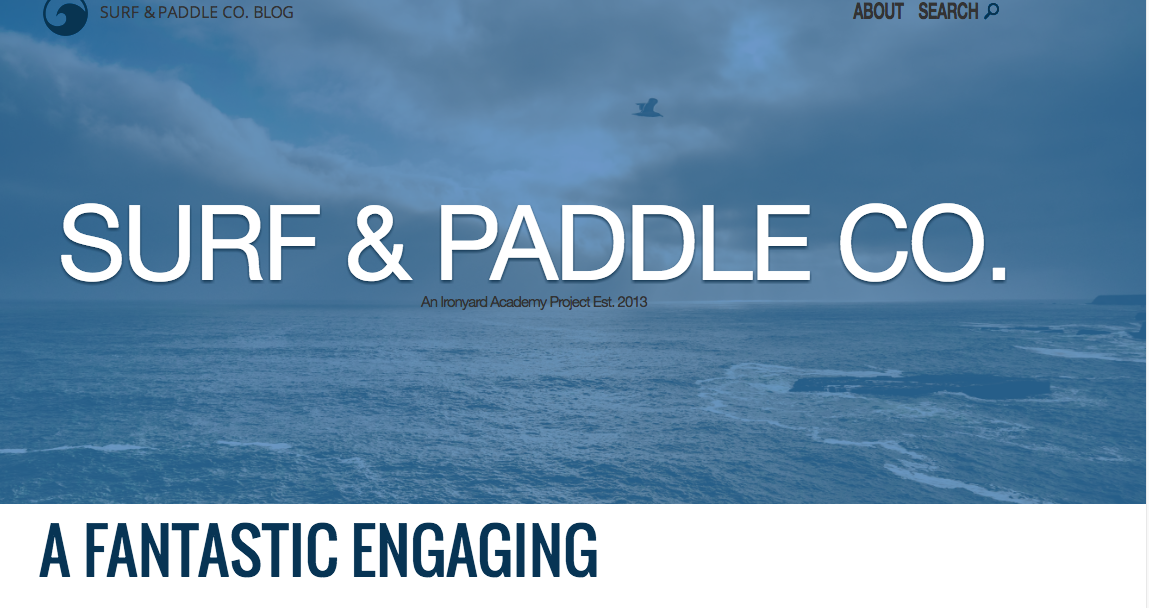 SURF & PADDLE CO. BLOG
ABOUT SEARCH
SURF & PADDLE CO.
An Ironyard Academy Project Est. 2013
A FANTASTIC ENGAGING